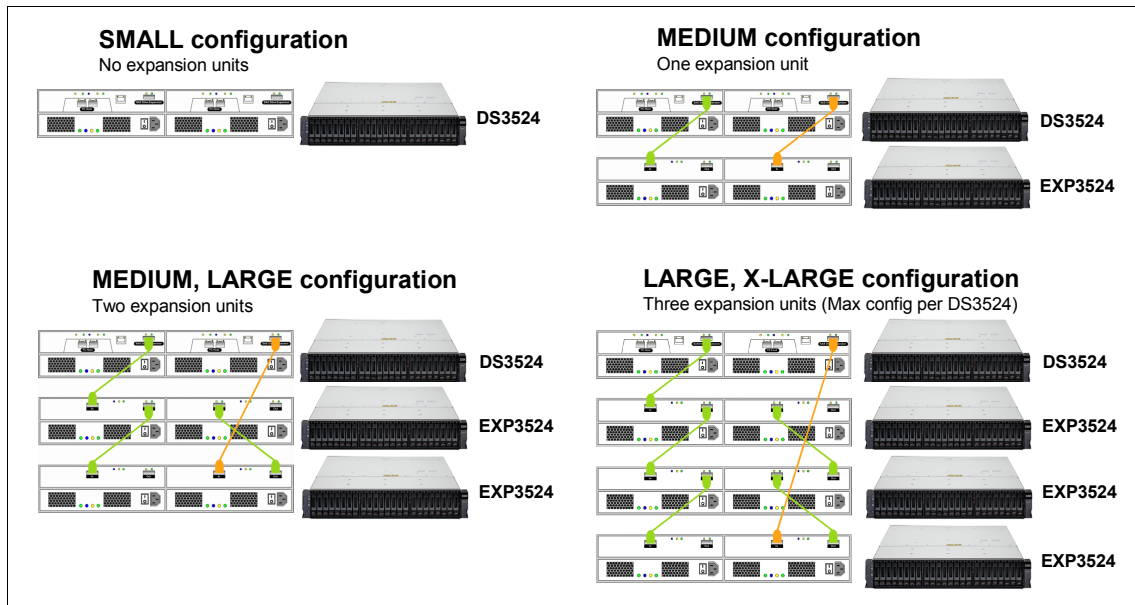 SMALL configuration
No expansion units
DS3524
MEDIUM configuration
One expansion unit
DS3524
EXP3524
MEDIUM, LARGE configuration
Two expansion units
DS3524
EXP3524
EXP3524
LARGE, X-LARGE configuration
Three expansion units (Max config per DS3524)
DS3524
EXP3524
EXP3524
EXP3524